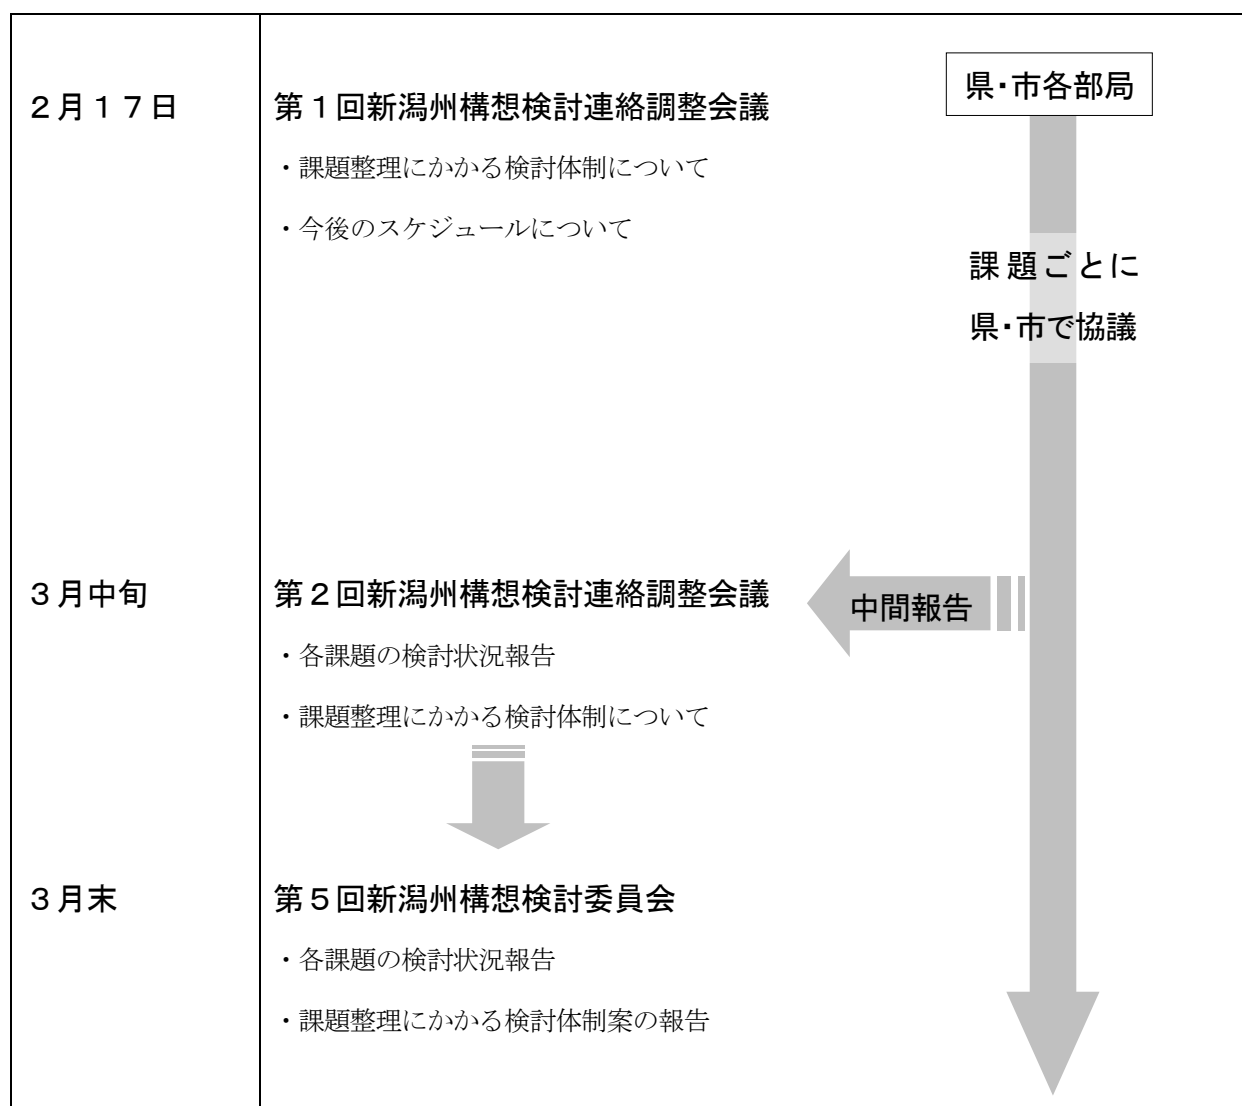 2月17日
第1回新潟州構想検討連絡調整会議
・課題整理にかかる検討体制について
・今後のスケジュールについて
県・市各部局
課題ごとに
県・市で協議
3月中旬
第2回新潟州構想検討連絡調整会議
・各課題の検討状況報告
・課題整理にかかる検討体制について
中間報告
3月末
第5回新潟州構想検討委員会
・各課題の検討状況報告
・課題整理にかかる検討体制案の報告